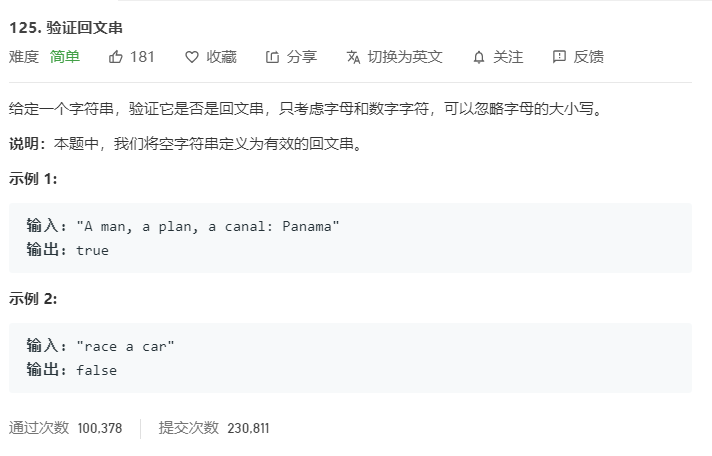 125. 验证回文串
难度 简单 181 收藏 分享 切换为英文 关注 反馈
给定一个字符串，验证它是否是回文串，只考虑字母和数字字符，可以忽略字母的大小写。
说明：本题中，我们将空字符串定义为有效的回文串。
示例 1:
输入: "A man, a plan, a canal: Panama"
输出: true
示例 2:
输入: "race a car"
输出: false
通过次数 100,378 提交次数 230,811